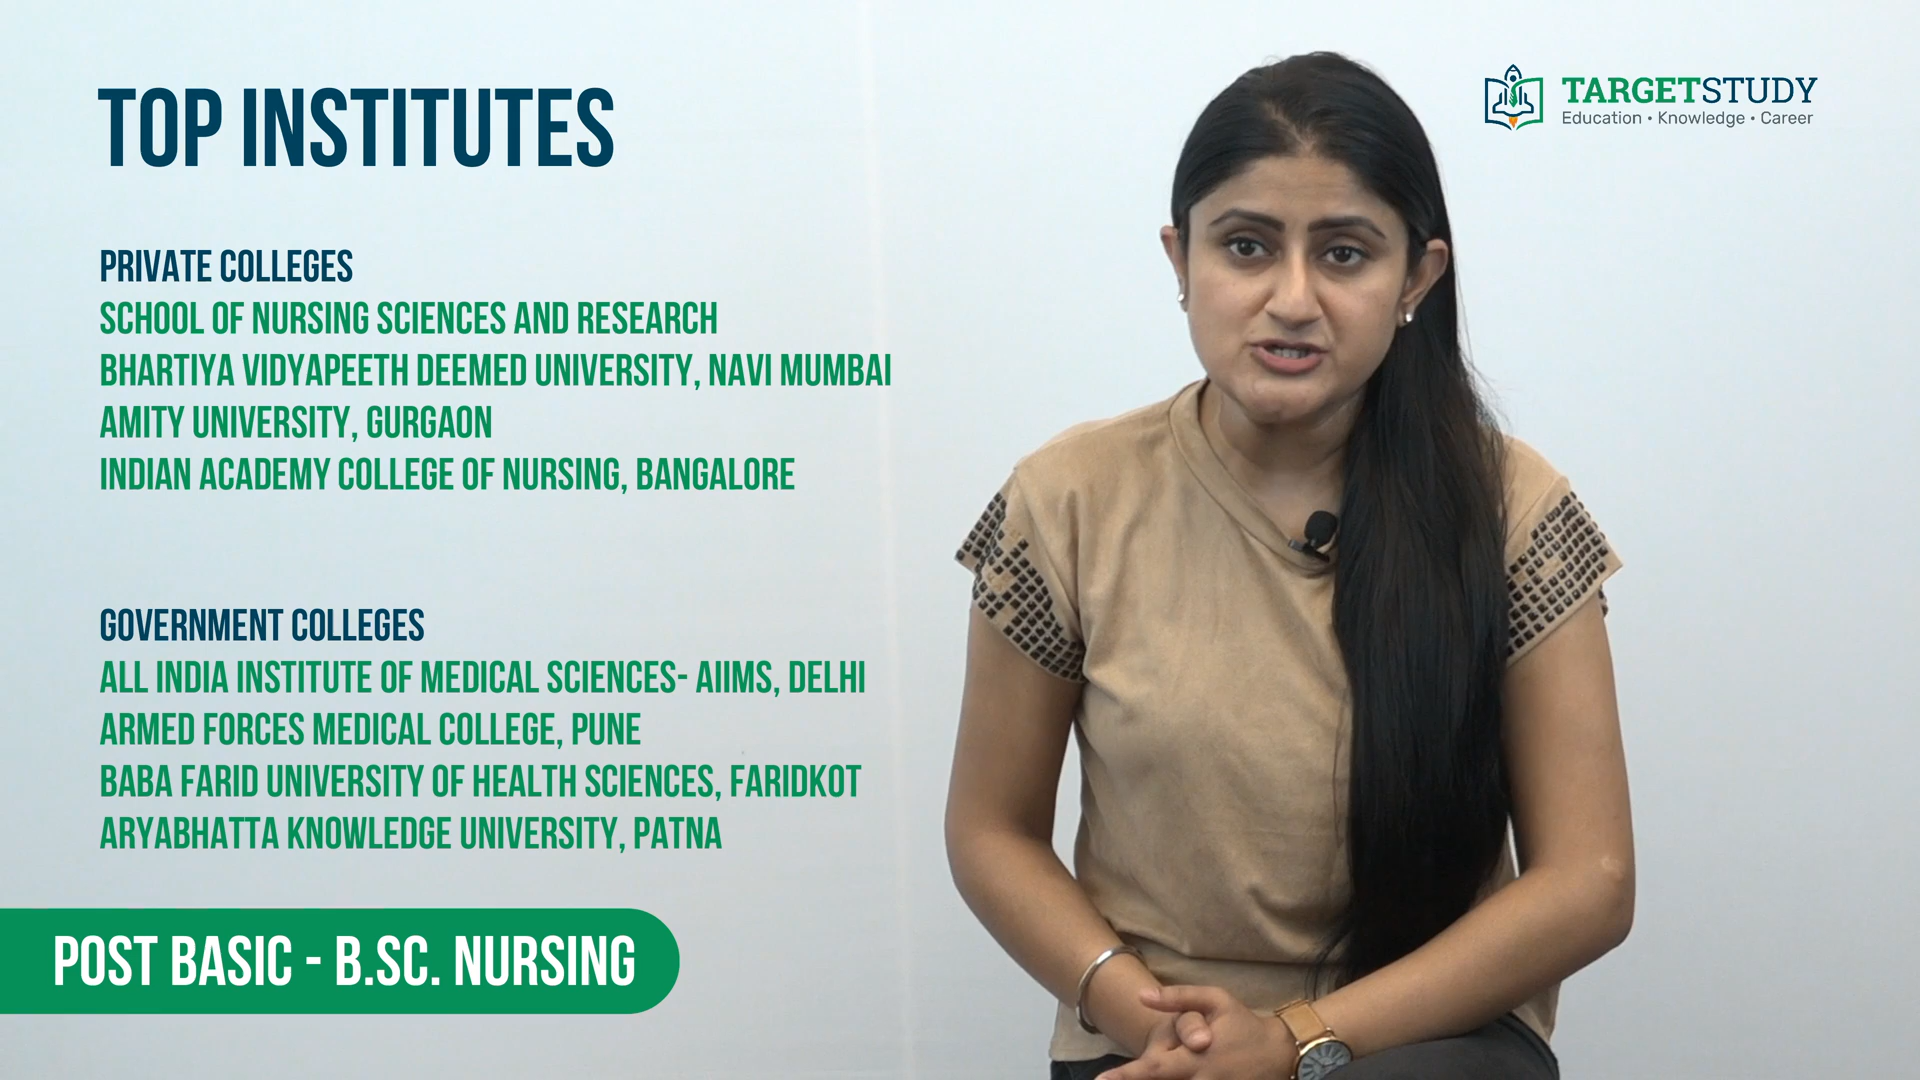 TOP INSTITUTES
TARGETSTUDY
Education • Knowledge • Career
PRIVATE COLLEGES
SCHOOL OF NURSING SCIENCES AND RESEARCH
BHARTIYA VIDYAPEETH DEEMED UNIVERSITY, NAVI MUMBAI
AMITY UNIVERSITY, GURGAON
INDIAN ACADEMY COLLEGE OF NURSING, BANGALORE
GOVERNMENT COLLEGES
ALL INDIA INSTITUTE OF MEDICAL SCIENCES- AIIMS, DELHI
ARMED FORCES MEDICAL COLLEGE, PUNE
BABA FARID UNIVERSITY OF HEALTH SCIENCES, FARIDKOT
ARYABHATTA KNOWLEDGE UNIVERSITY, PATNA
POST BASIC - B.SC. NURSING